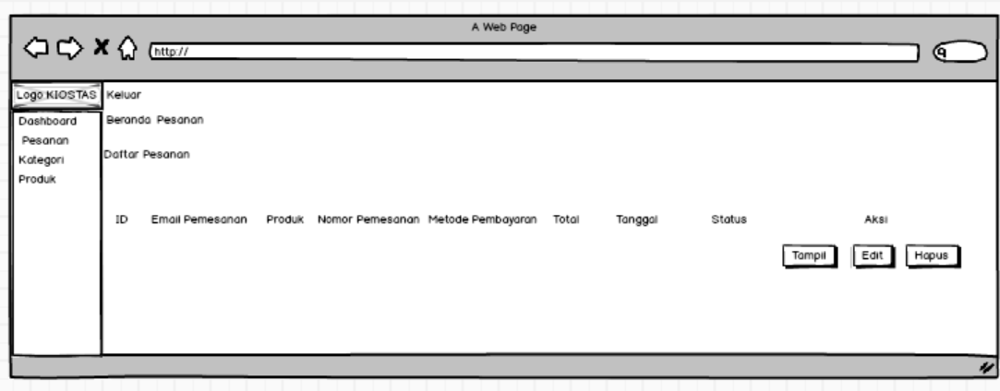 A Web Page
http://
Logo KIOSTAS
Keluar
Dashboard
Pesanan
Kategori
Produk
Beranda Pesanan
Daftar Pesanan
ID Email Pemesanan Produk Nomor Pemesanan Metode Pembayaran Total Tanggal Status Aksi
Tampil Edit Hapus